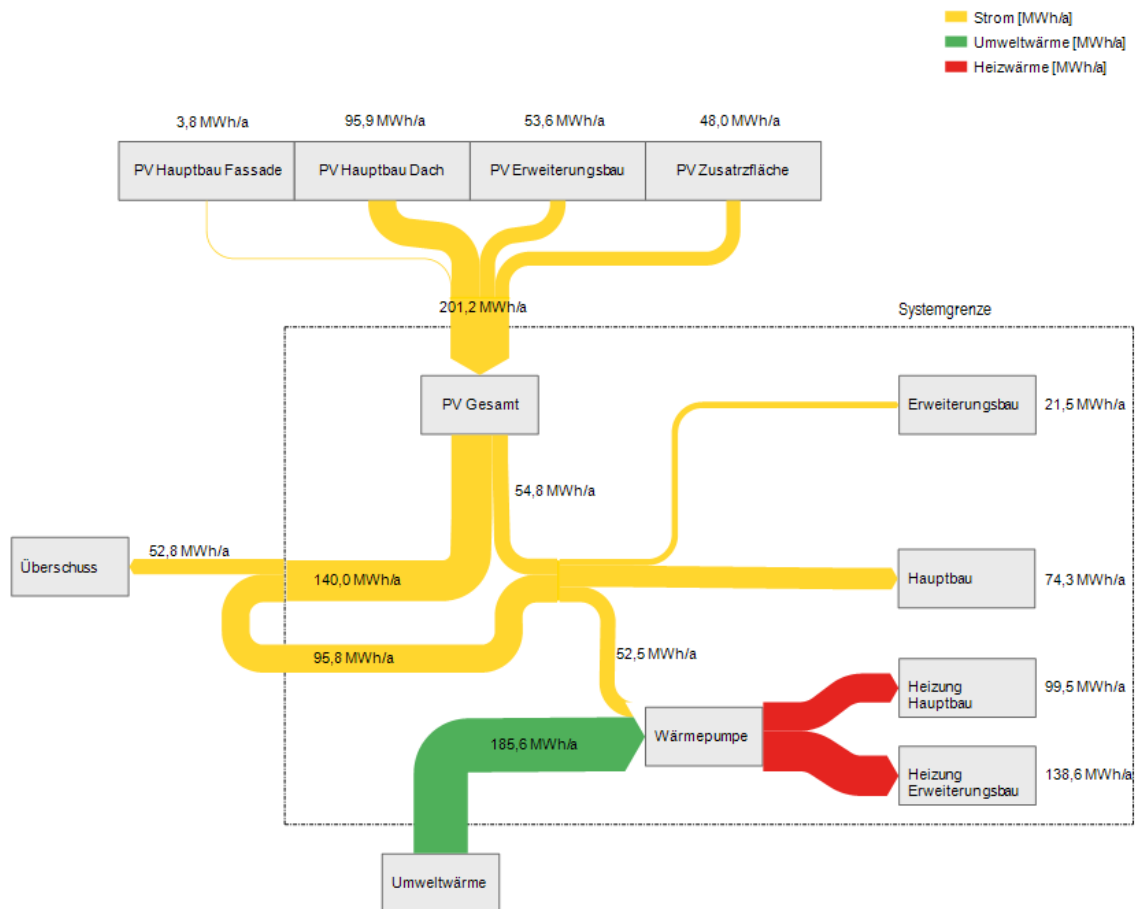 Strom [MWh/a]
Umweltwärme [MWh/a]
Heizwärme [MWh/a]
3,8 MWh/a
95,9 MWh/a
53,6 MWh/a
48,0 MWh/a
PV Hauptbau Fassade
PV Hauptbau Dach
PV Erweiterungsbau
PV Zusatrzfläche
201,2 MWh/a
Systemgrenze
PV Gesamt
Erweiterungsbau
21,5 MWh/a
54,8 MWh/a
52,8 MWh/a
Überschuss
140,0 MWh/a
Hauptbau
74,3 MWh/a
95,8 MWh/a
52,5 MWh/a
Heizung
Hauptbau
99,5 MWh/a
185,6 MWh/a
Wärmepumpe
Heizung
Erweiterungsbau
138,6 MWh/a
Umweltwärme